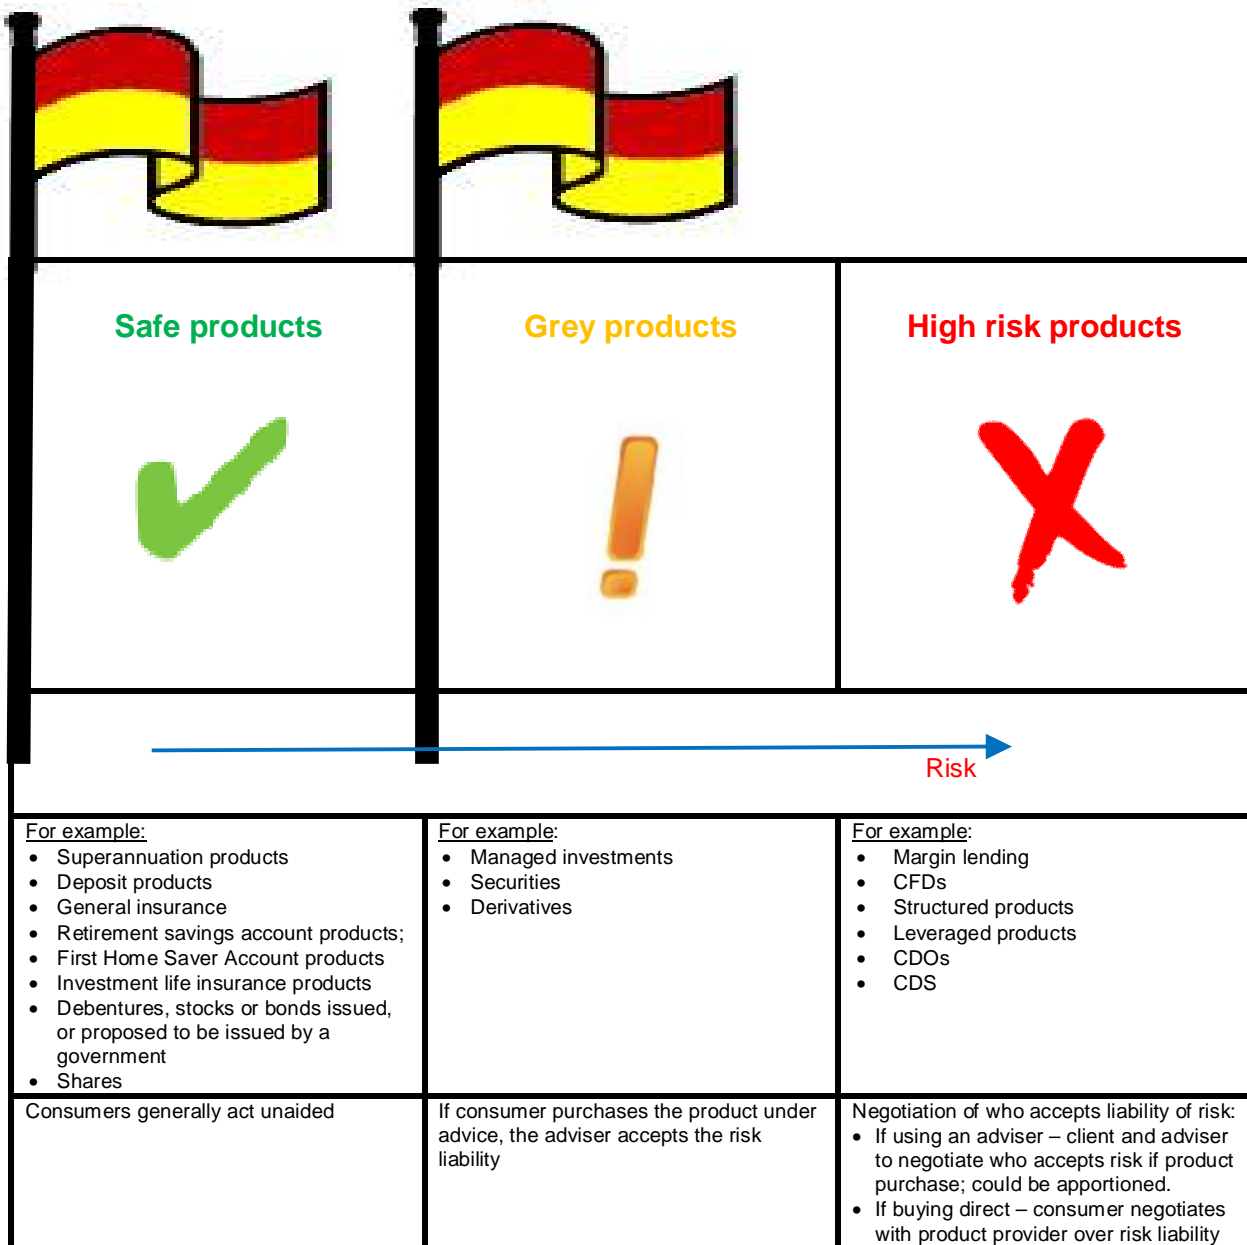 Safe products
Grey products
High risk products
Risk
For example:
• Superannuation products
• Deposit products
• General insurance
• Retirement savings account products;
• First Home Saver Account products
• Investment life insurance products
• Debentures, stocks or bonds issued,
or proposed to be issued by a
government
• Shares
For example:
• Managed investments
• Securities
• Derivatives
For example:
• Margin lending
• CFDs
• Structured products
• Leveraged products
• CDOs
• CDS
Consumers generally act unaided
If consumer purchases the product under
advice, the adviser accepts the risk
liability
Negotiation of who accepts liability of risk:
• If using an adviser – client and adviser
to negotiate who accepts risk if product
purchase; could be apportioned.
• If buying direct – consumer negotiates
with product provider over risk liability